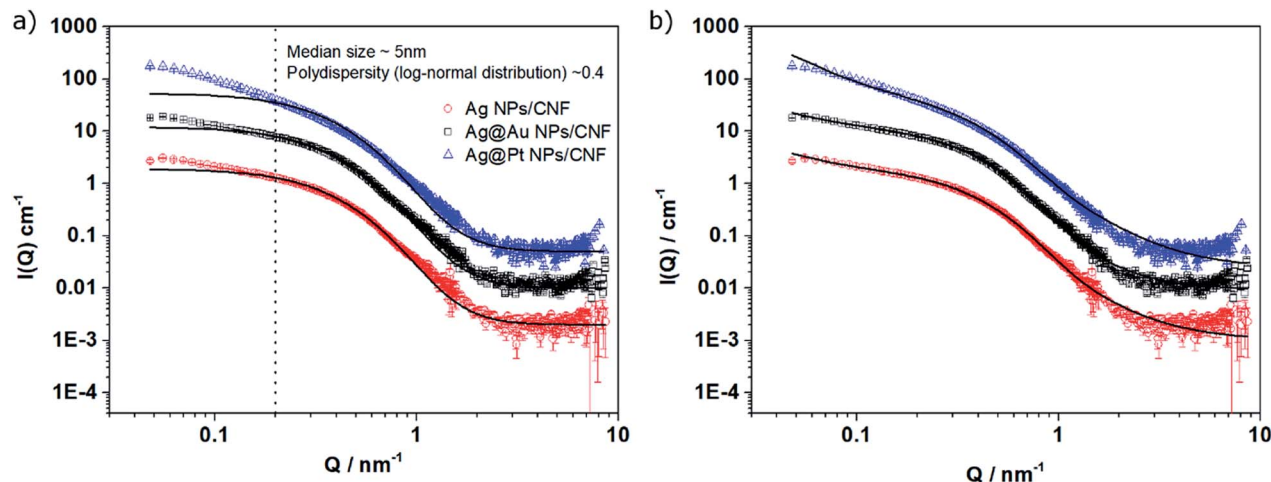 a)
1000
100
10
1
0.1
0.01
1E-3
1E-4
I(Q) cm⁻¹
Median size ~ 5nm
Polydispersity (log-normal distribution) ~0.4
Ag NPs/CNF
Ag@Au NPs/CNF
Ag@Pt NPs/CNF
0.1
1
10
Q / nm⁻¹
b)
1000
100
10
1
0.1
0.01
1E-3
1E-4
I(Q) / cm⁻¹
0.1
1
10
Q / nm⁻¹